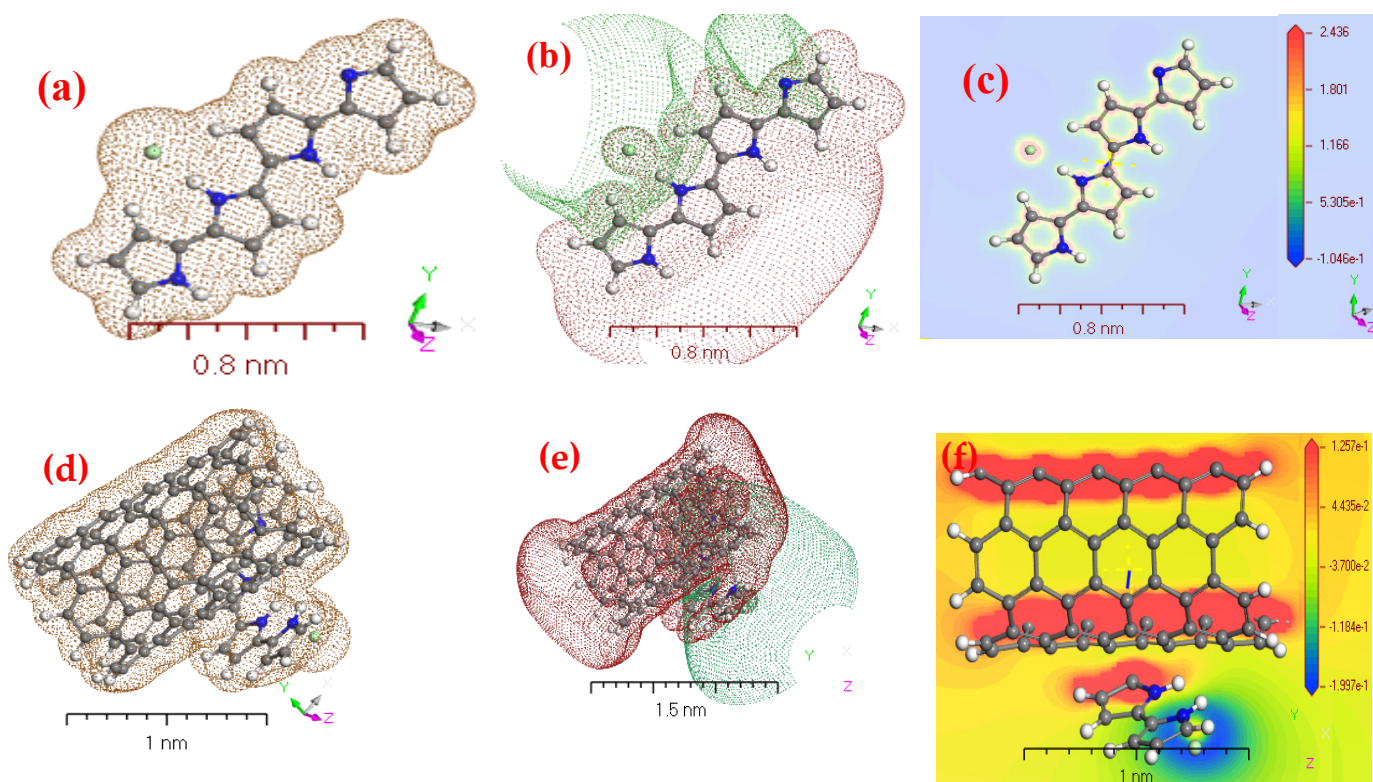 (a)
Y
X
Z
0.8 nm
(b)
Y
X
Z
0.8 nm
(c)
2.436
1.801
1.166
5.305e-1
-1.046e-1
Y
X
Z
Y
Z
0.8 nm
(d)
Y
X
Z
1 nm
(e)
Y
X
Z
1.5 nm
(f)
1.257e-1
4.435e-2
-3.700e-2
-1.184e-1
-1.997e-1
Y
X
Z
1 nm